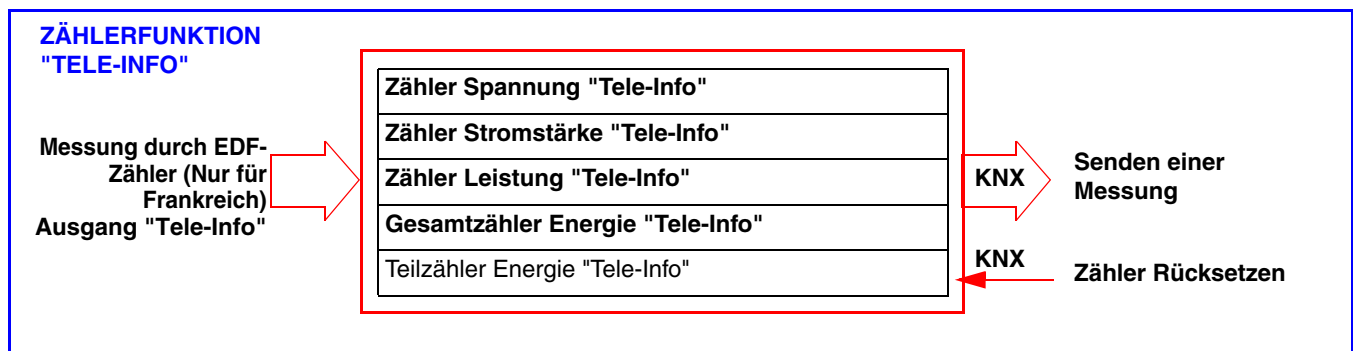 ZÄHLERFUNKTION
"TELE-INFO"
Messung durch EDF-
Zähler (Nur für
Frankreich)
Ausgang "Tele-Info"
Zähler Spannung "Tele-Info"
Zähler Stromstärke "Tele-Info"
Zähler Leistung "Tele-Info"
Gesamtzähler Energie "Tele-Info"
Teilzähler Energie "Tele-Info"
KNX
Senden einer
Messung
KNX
Zähler Rücksetzen